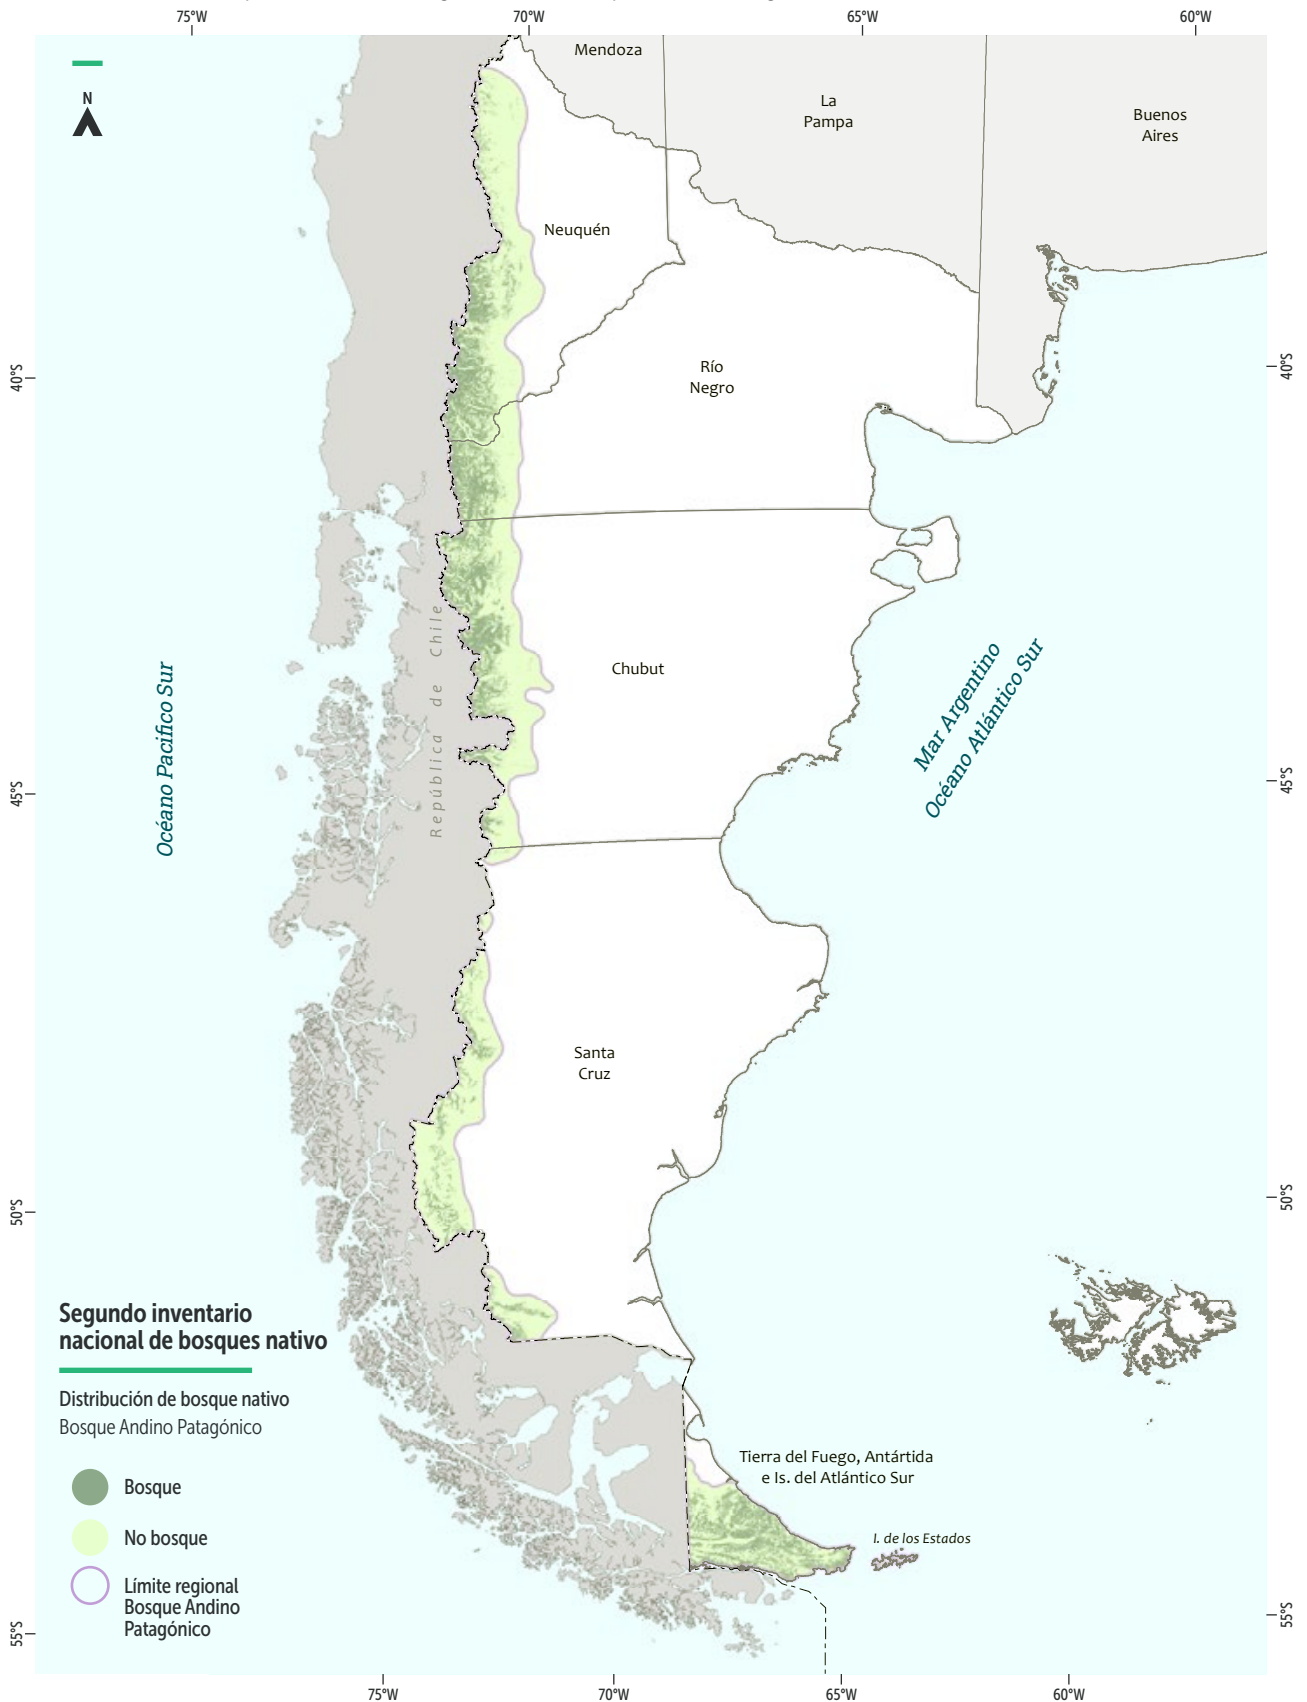 75°W
70°W
65°W
60°W
Mendoza
N
La
Pampa
Buenos
Aires
Neuquén
Río
Negro
40°S
40°S
República de Chile
Chubut
Océano Pacifico Sur
Mar Argentino
Océano Atlántico Sur
45°S
45°S
Santa
Cruz
50°S
50°S
Segundo inventario
nacional de bosques nativo
Distribución de bosque nativo
Bosque Andino Patagónico
Bosque
No bosque
Límite regional
Bosque Andino
Patagónico
Tierra del Fuego, Antártida
e Is. del Atlántico Sur
I. de los Estados
55°S
55°S
75°W
70°W
65°W
60°W